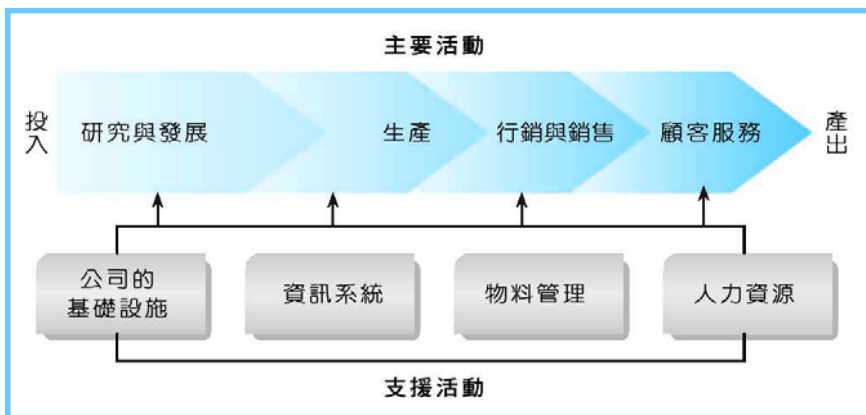 主要活動
投入
研究與發展
生產
行銷與銷售
顧客服務
產出
公司的
基礎設施
資訊系統
物料管理
人力資源
支援活動